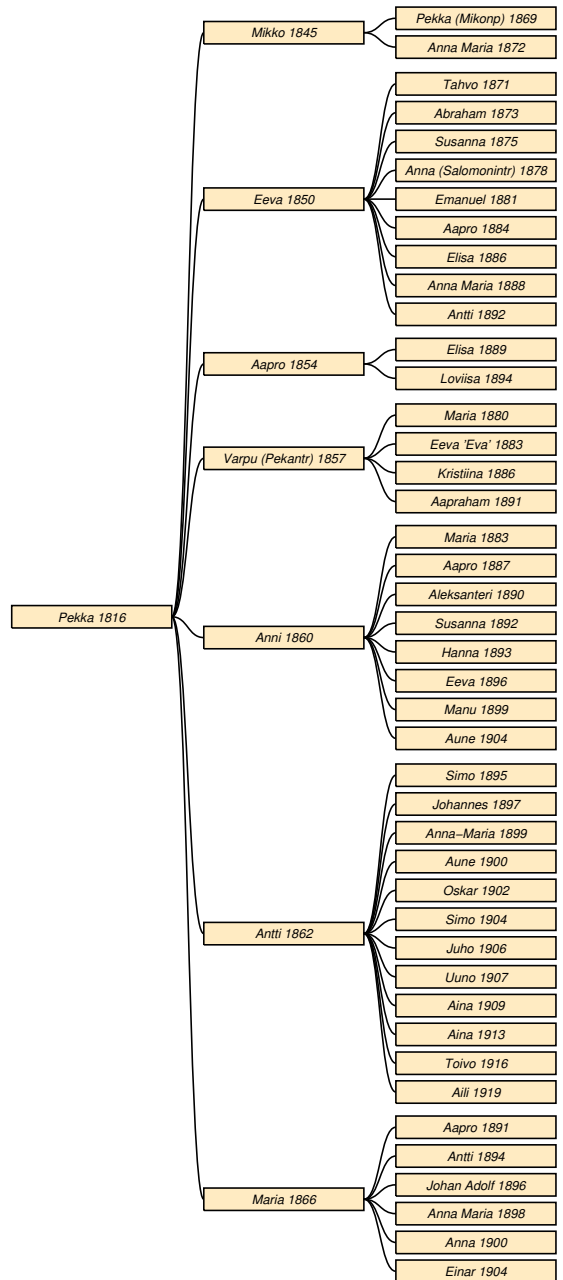 Pekka 1816
Mikko 1845
Pekka (Mikonp) 1869
Anna Maria 1872
Eeva 1850
Tahvo 1871
Abraham 1873
Susanna 1875
Anna (Salomonintr) 1878
Emanuel 1881
Aapro 1884
Elisa 1886
Anna Maria 1888
Antti 1892
Aapro 1854
Elisa 1889
Loviisa 1894
Varpu (Pekantr) 1857
Maria 1880
Eeva 'Eva' 1883
Kristiina 1886
Aapraham 1891
Anni 1860
Maria 1883
Aapro 1887
Aleksanteri 1890
Susanna 1892
Hanna 1893
Eeva 1896
Manu 1899
Aune 1904
Antti 1862
Simo 1895
Johannes 1897
Anna−Maria 1899
Aune 1900
Oskar 1902
Simo 1904
Juho 1906
Uuno 1907
Aina 1909
Aina 1913
Toivo 1916
Aili 1919
Maria 1866
Aapro 1891
Antti 1894
Johan Adolf 1896
Anna Maria 1898
Anna 1900
Einar 1904